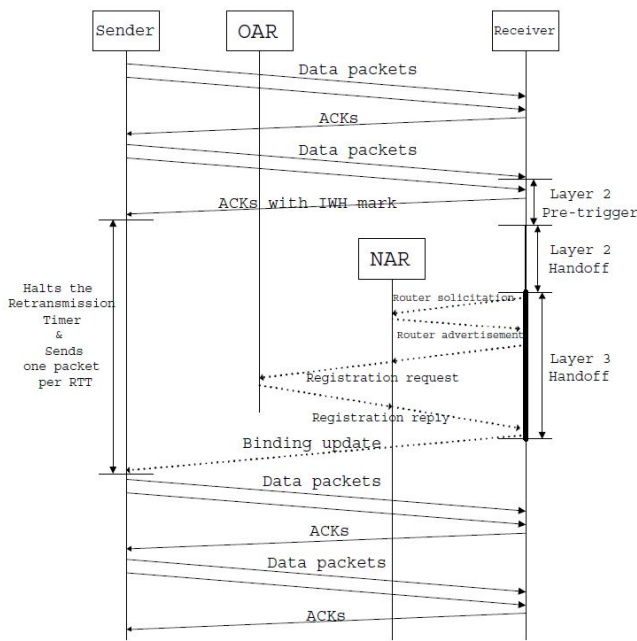 Sender
OAR
Receiver
Data packets
ACKs
Data packets
ACKs with IWH mark
Layer 2
Pre-trigger
Layer 2
Handoff
NAR
Halts the
Retransmission
Timer
&
Sends
one packet
per RTT
Router solicitation
Router advertisement
Layer 3
Handoff
Registration request
Registration reply
Binding update
Data packets
ACKs
Data packets
ACKs